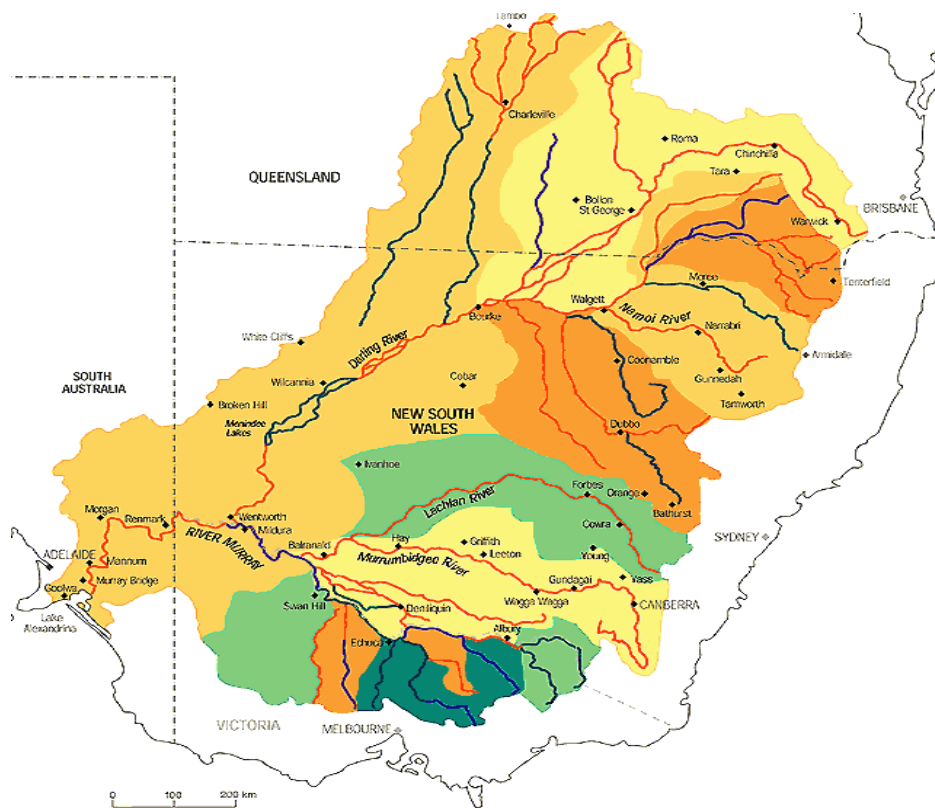 Tambo
Charleville
Roma
Chinchilla
Tara
QUEENSLAND
Bollon
St George
BRISBANE
Warwick
Moree
Tenterfield
Bourke
Walgett
Namoi River
Narrabri
White Cliffs
Darling River
Armidale
Coonamble
Gunnedah
SOUTH
AUSTRALIA
Wilcannia
Cobar
Tamworth
Broken Hill
Menindee
Lakes
NEW SOUTH
WALES
Dubbo
Ivanhoe
Forbes
Orange
Lachlan River
Bathurst
Morgan
Renmark
Wentworth
Mildura
Cowra
SYDNEY
RIVER MURRAY
Balranald
Hay
Griffith
Leeton
Young
ADELAIDE
Mannum
Murrumbidgee River
Murray Bridge
Gundagai
Yass
Goolwa
Swan Hill
Deniliquin
Wagga Wagga
CANBERRA
Lake
Alexandrina
Echuca
Albury
VICTORIA
MELBOURNE
0 100 200 km